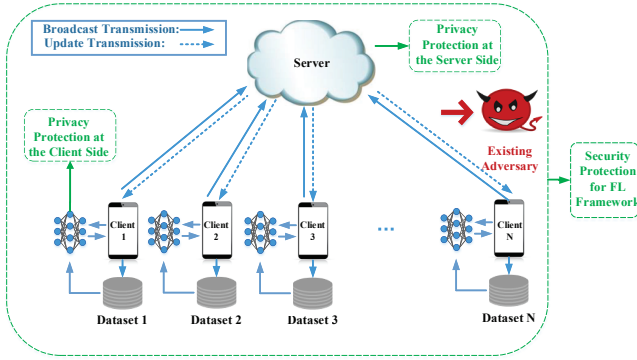 Broadcast Transmission:
Update Transmission:
Server
Privacy
Protection at
the Server Side
Privacy
Protection at
the Client Side
Existing
Adversary
Security
Protection
for FL
Framework
Client
1
Client
2
Client
3
...
Client
N
Dataset 1
Dataset 2
Dataset 3
Dataset N